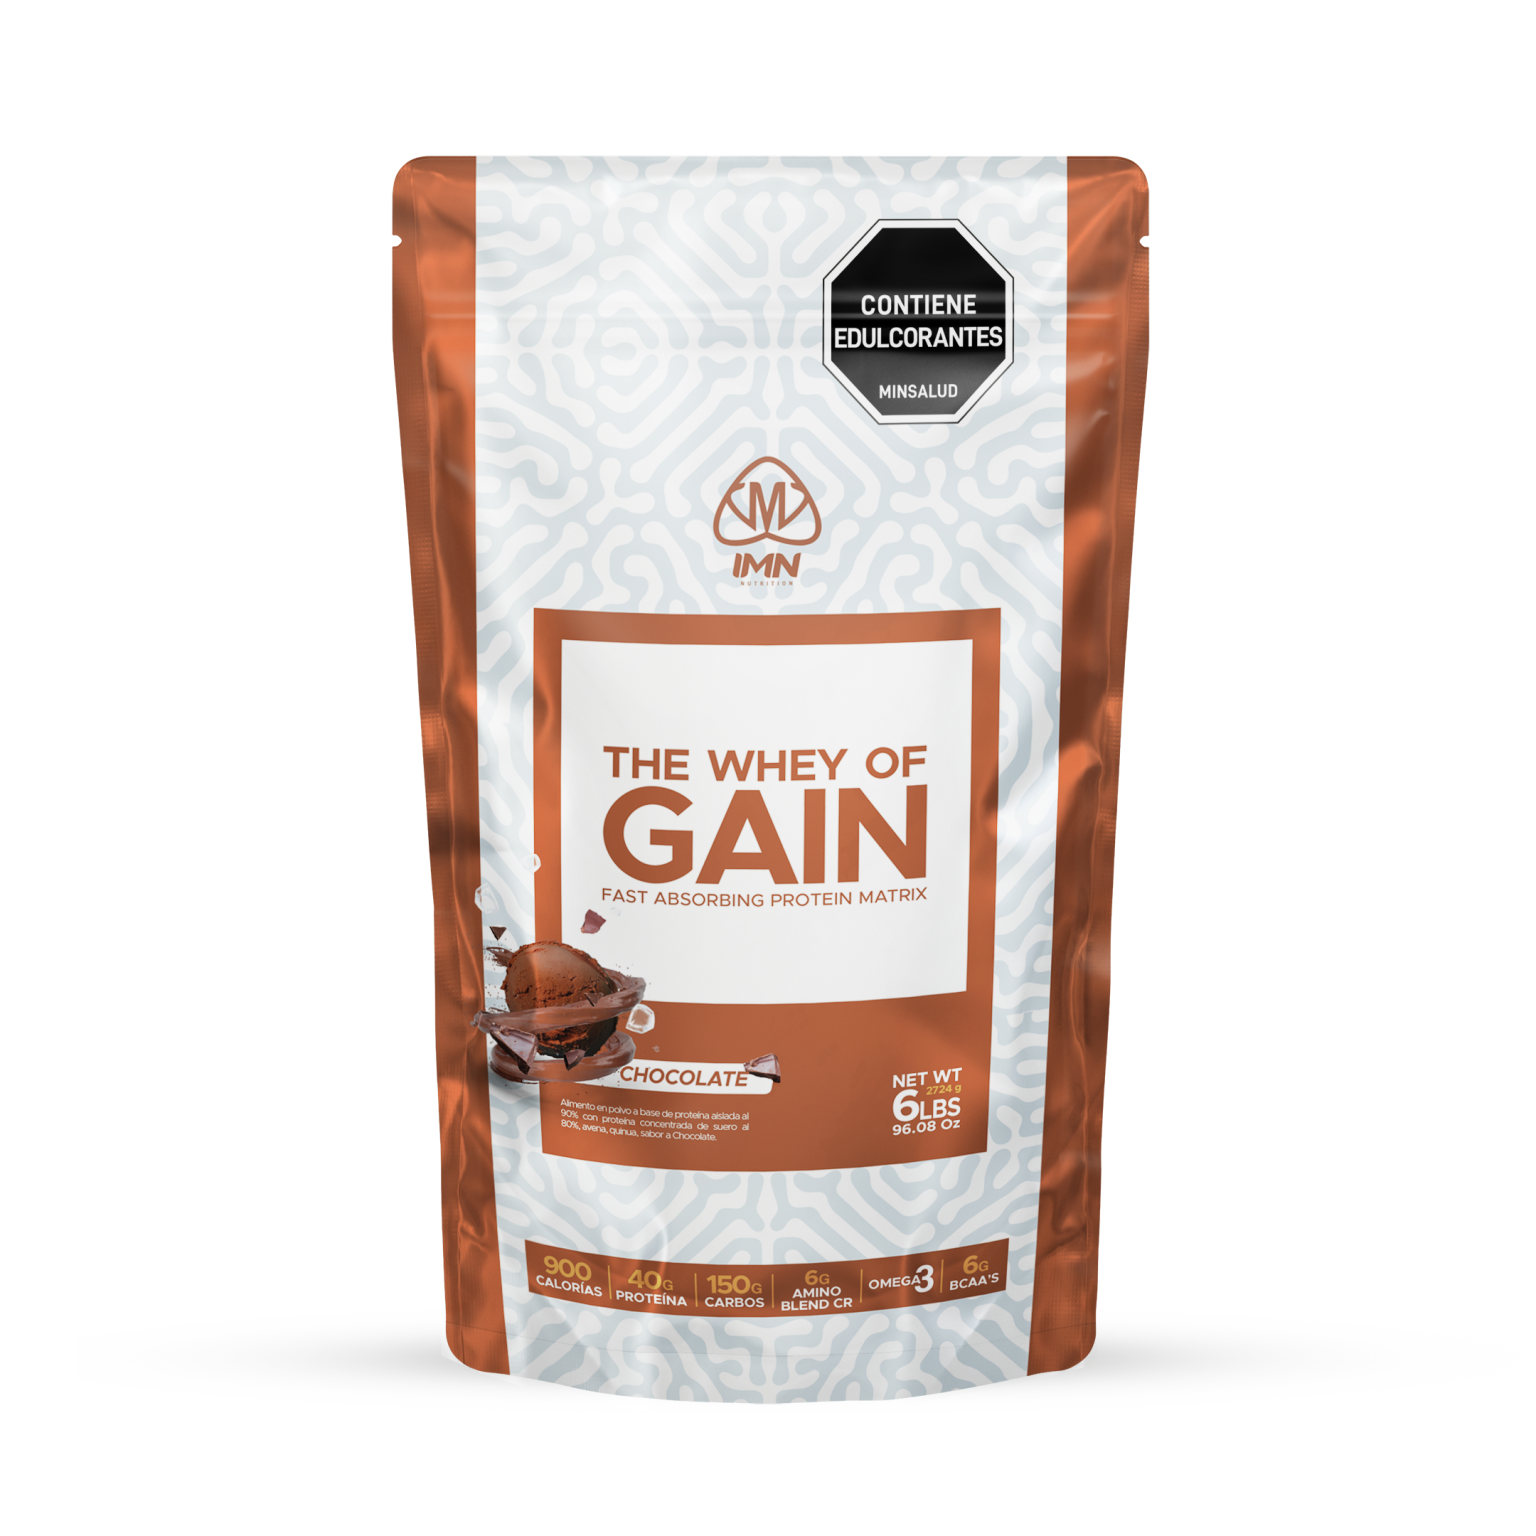 CONTIENE
EDULCORANTES
MINSALUD
M
IMN
NUTRITION
THE WHEY OF
GAIN
FAST ABSORBING PROTEIN MATRIX
CHOCOLATE
Alimento en polvo a base de proteína aislada al
90% con proteína concentrada de suero al
80%, avena, quinua, sabor a Chocolate.
NET WT
2724 g
6LBS
96.08 Oz
900
CALORÍAS
40G
PROTEÍNA
150G
CARBOS
6G
AMINO
BLEND CR
OMEGA3
6G
BCAA'S